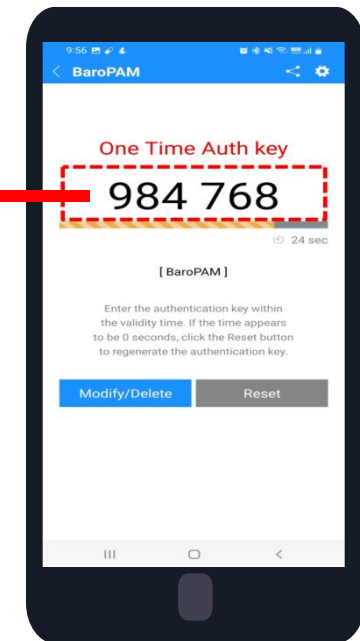 9:56
BaroPAM
One Time Auth key
984 768
24 sec
[ BaroPAM ]
Enter the authentication key within
the validity time. If the time appears
to be 0 seconds, click the Reset button
to regenerate the authentication key.
Modify/Delete
Reset